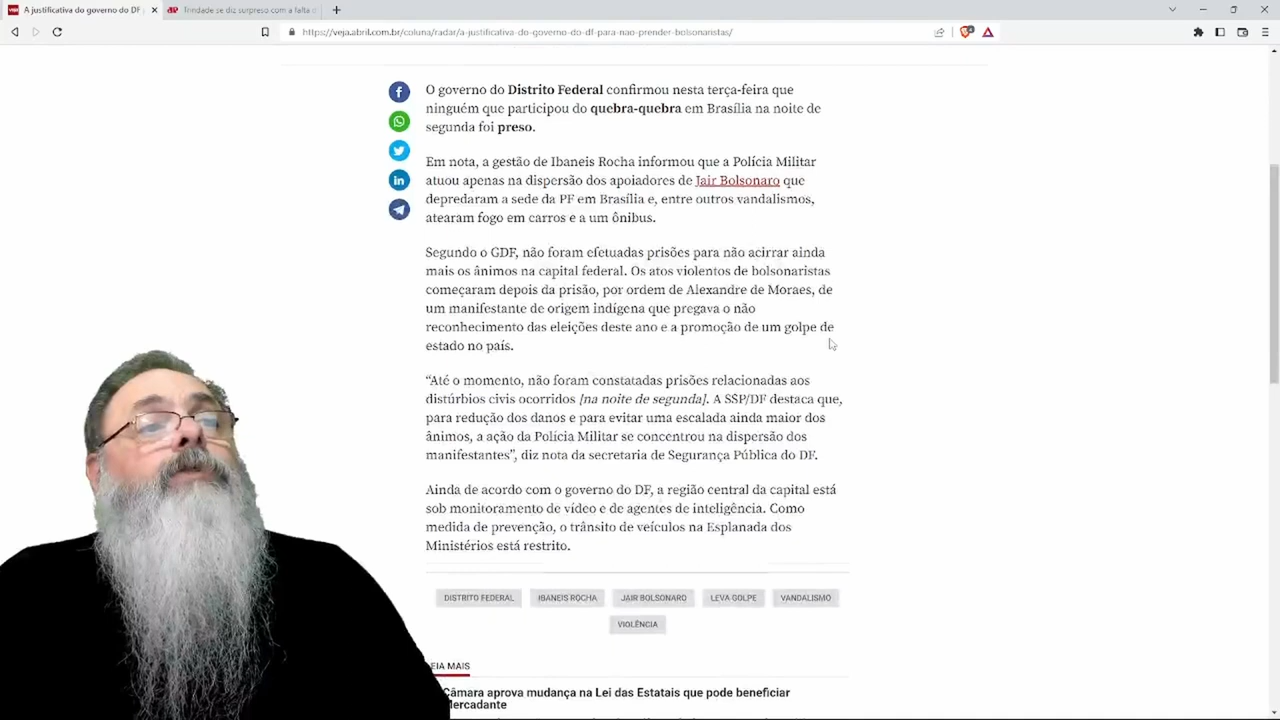 A justificativa do governo do DF
Trindade se diz surpreso com a falta
https://veja.abril.com.br/coluna/radar/a-justificativa-do-governo-do-df-para-nao-prender-bolsonaristas/
O governo do Distrito Federal confirmou nesta terça-feira que
ninguém que participou do quebra-quebra em Brasília na noite de
segunda foi preso.
Em nota, a gestão de Ibaneis Rocha informou que a Polícia Militar
atuou apenas na dispersão dos apoiadores de Jair Bolsonaro que
depredaram a sede da PF em Brasília e, entre outros vandalismos,
atearam fogo em carros e a um ônibus.
Segundo o GDF, não foram efetuadas prisões para não acirrar ainda
mais os ânimos na capital federal. Os atos violentos de bolsonaristas
começaram depois da prisão, por ordem de Alexandre de Moraes, de
um manifestante de origem indígena que pregava o não
reconhecimento das eleições deste ano e a promoção de um golpe de
estado no país.
“Até o momento, não foram constatadas prisões relacionadas aos
distúrbios civis ocorridos [na noite de segunda]. A SSP/DF destaca que,
para redução dos danos e para evitar uma escalada ainda maior dos
ânimos, a ação da Polícia Militar se concentrou na dispersão dos
manifestantes”, diz nota da secretaria de Segurança Pública do DF.
Ainda de acordo com o governo do DF, a região central da capital está
sob monitoramento de vídeo e de agentes de inteligência. Como
medida de prevenção, o trânsito de veículos na Esplanada dos
Ministérios está restrito.
DISTRITO FEDERAL IBANEIS ROCHA JAIR BOLSONARO LEVA GOLPE VANDALISMO
VIOLÊNCIA
EIA MAIS
Câmara aprova mudança na Lei das Estatais que pode beneficiar
Mercadante